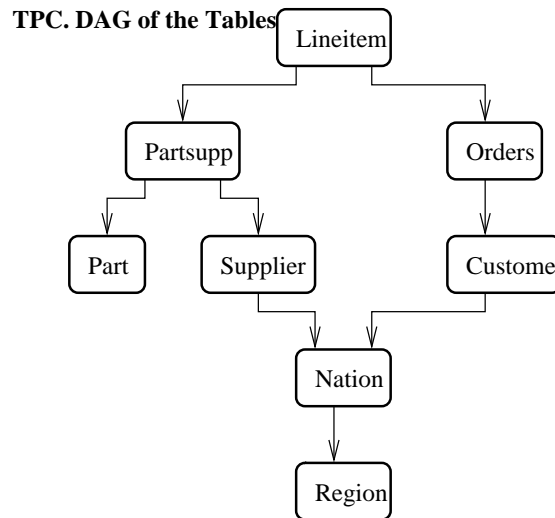 TPC. DAG of the Tables
Lineitem
Partsupp
Orders
Part
Supplier
Custome
Nation
Region